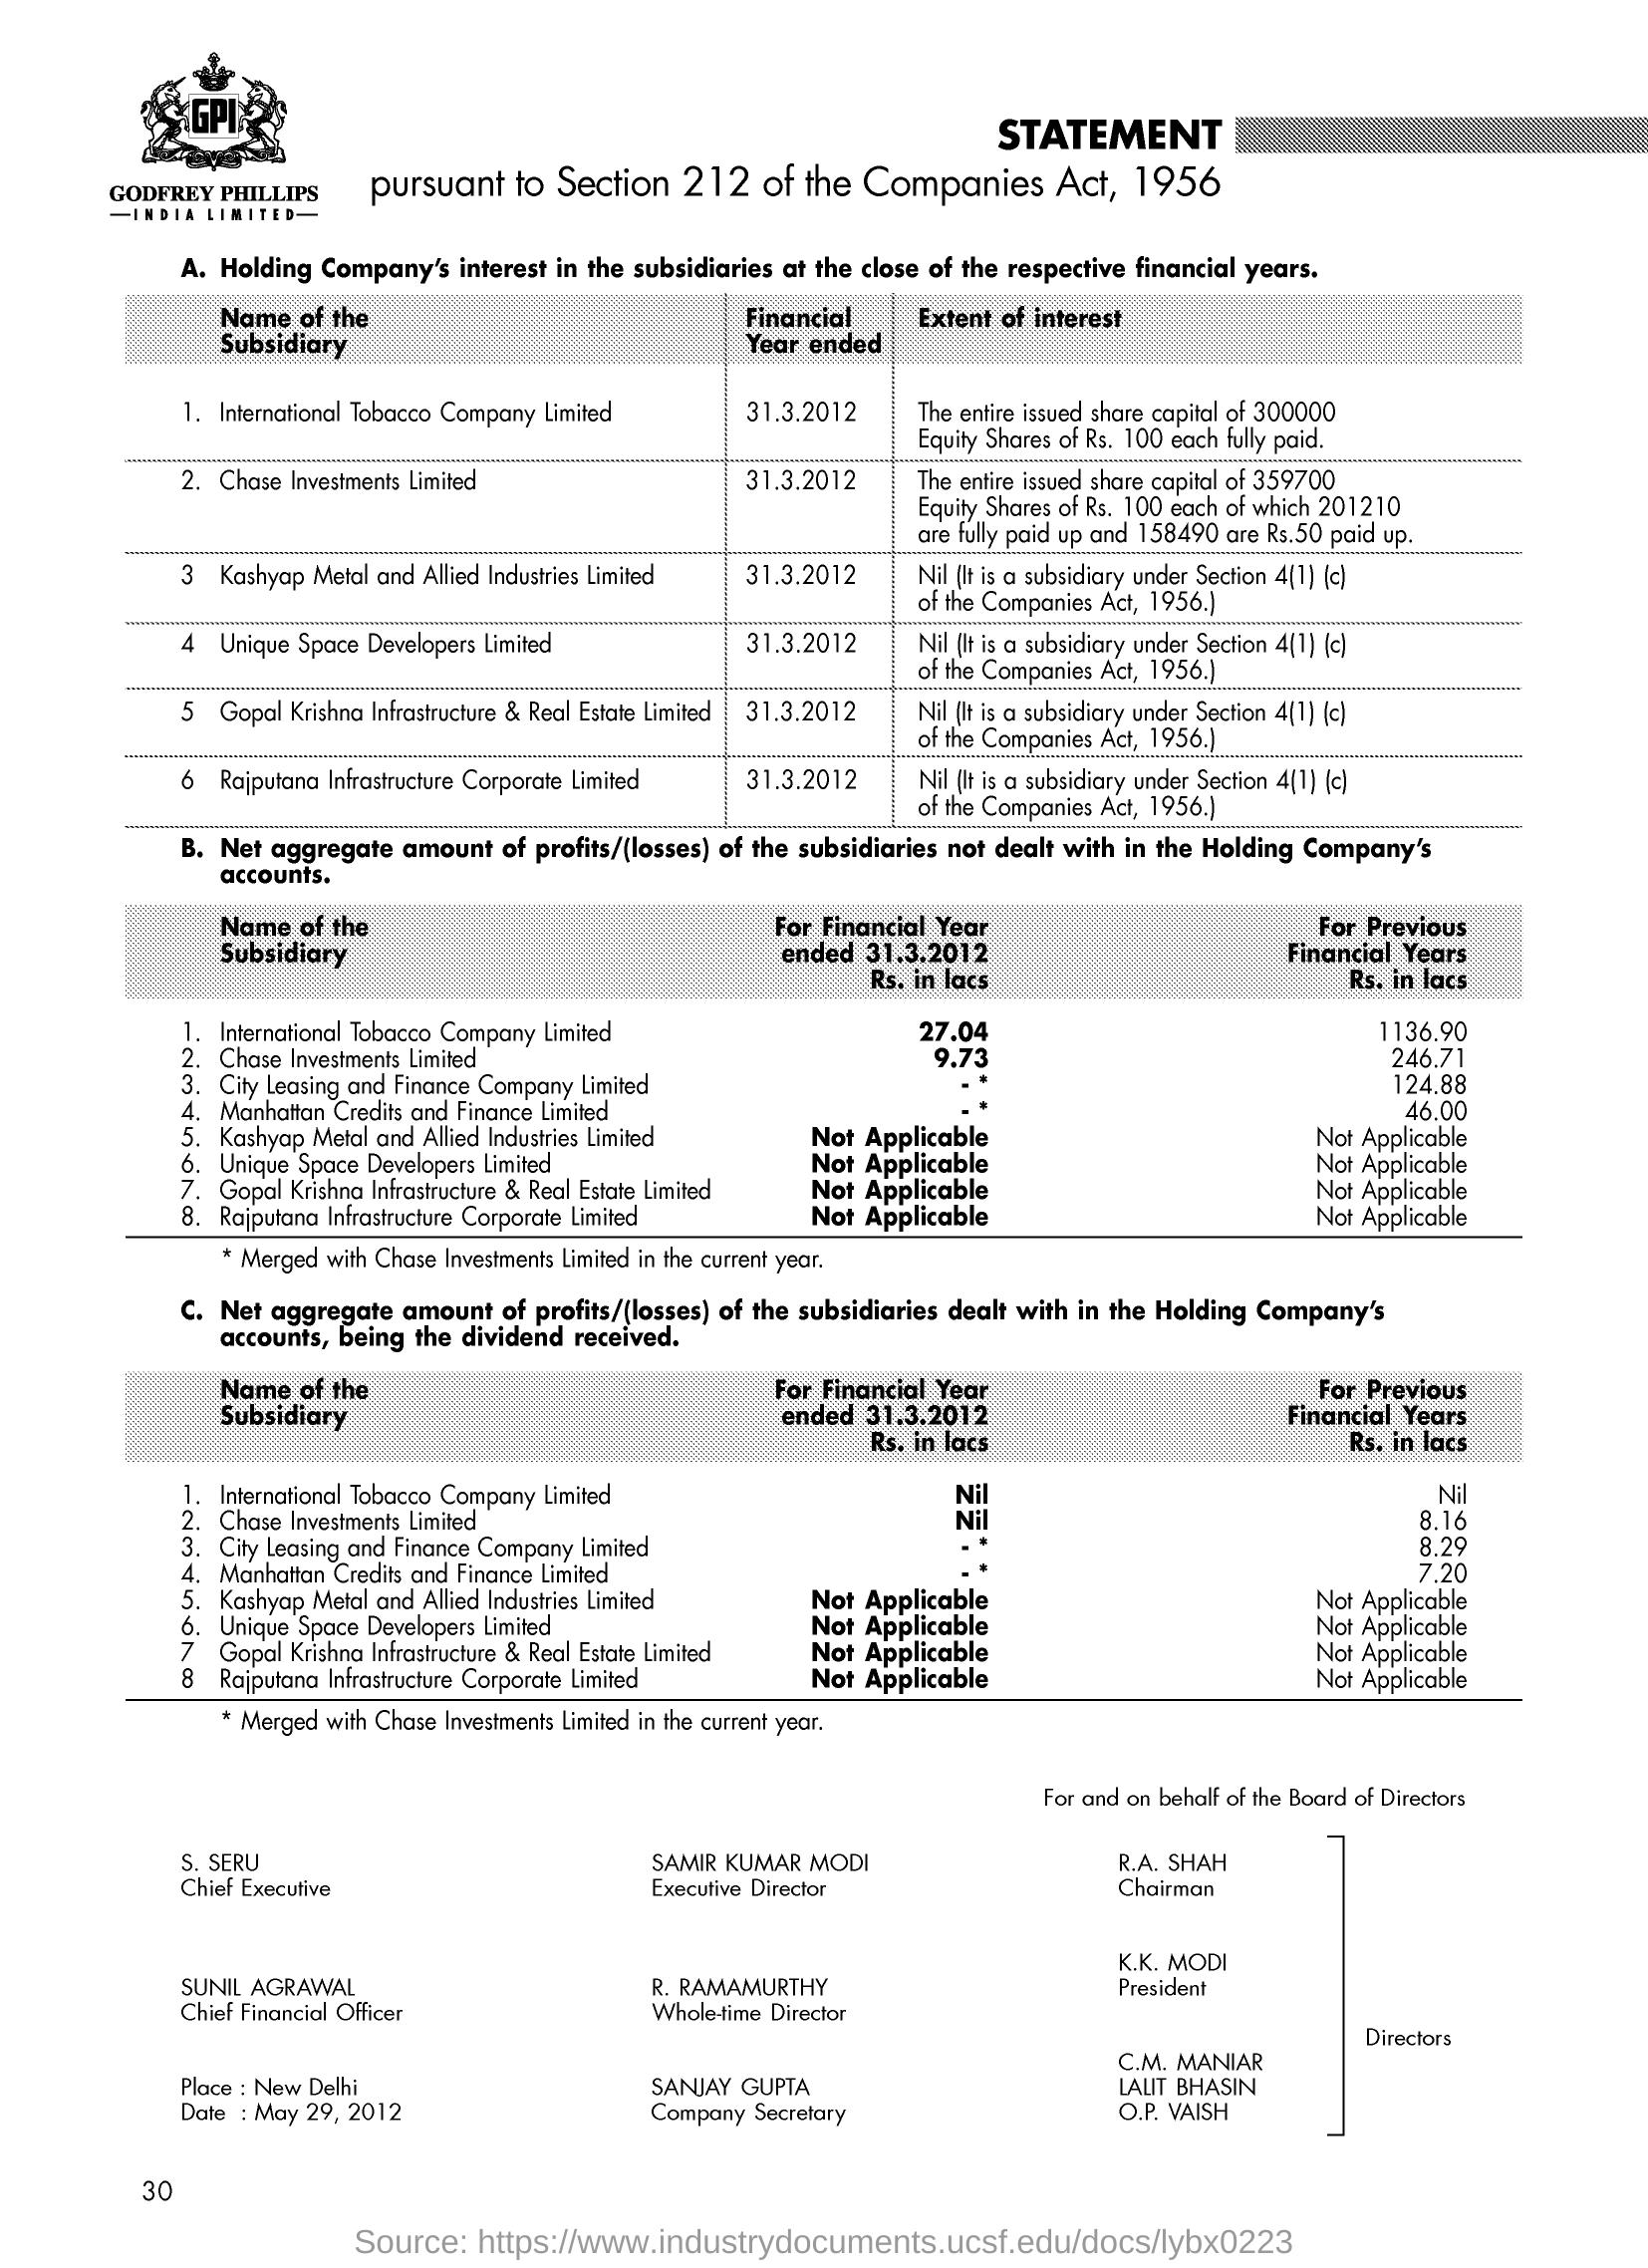 GPI
GODFREY PHILLIPS
INDIA LIMITED
STATEMENT
pursuant to Section 212 of the Companies Act, 1956
A. Holding Company's interest in the subsidiaries at the close of the respective financial years.
Name of the Subsidiary Financial Year ended Extent of interest
1. International Tobacco Company Limited 31.3.2012 The entire issued share capital of 300000
Equity Shares of Rs. 100 each fully paid.
2. Chase Investments Limited 31.3.2012 The entire issued share capital of 359700
Equity Shares of Rs. 100 each of which 201210
are fully paid up and 158490 are Rs.50 paid up.
3 Kashyap Metal and Allied Industries Limited 31.3.2012 Nil (It is a subsidiary under Section 4(1) (c)
of the Companies Act, 1956.)
4 Unique Space Developers Limited 31.3.2012 Nil (It is a subsidiary under Section 4(1) (c)
of the Companies Act, 1956.)
5 Gopal Krishna Infrastructure & Real Estate Limited 31.3.2012 Nil (It is a subsidiary under Section 4(1) (c)
of the Companies Act, 1956.)
6 Rajputana Infrastructure Corporate Limited 31.3.2012 Nil (It is a subsidiary under Section 4(1) (c)
of the Companies Act, 1956.)
B. Net aggregate amount of profits/(losses) of the subsidiaries not dealt with in the Holding Company's
accounts.
Name of the For Financial Year For Previous
Subsidiary ended 31.3.2012 Financial Years
Rs. in lacs Rs. in lacs
1. International Tobacco Company Limited 27.04 1136.90
2. Chase Investments Limited 9.73 246.71
3. City Leasing and Finance Company Limited - * 124.88
4. Manhattan Credits and Finance Limited - * 46.00
5. Kashyap Metal and Allied Industries Limited Not Applicable Not Applicable
6. Unique Space Developers Limited Not Applicable Not Applicable
7. Gopal Krishna Infrastructure & Real Estate Limited Not Applicable Not Applicable
8. Rajputana Infrastructure Corporate Limited Not Applicable Not Applicable
* Merged with Chase Investments Limited in the current year.
C. Net aggregate amount of profits/(losses) of the subsidiaries dealt with in the Holding Company's
accounts, being the dividend received.
Name of the For Financial Year For Previous
Subsidiary ended 31.3.2012 Financial Years
Rs. in lacs Rs. in lacs
1. International Tobacco Company Limited Nil Nil
2. Chase Investments Limited Nil 8.16
3. City Leasing and Finance Company Limited - * 8.29
4. Manhattan Credits and Finance Limited - * 7.20
5. Kashyap Metal and Allied Industries Limited Not Applicable Not Applicable
6. Unique Space Developers Limited Not Applicable Not Applicable
7 Gopal Krishna Infrastructure & Real Estate Limited Not Applicable Not Applicable
8 Rajputana Infrastructure Corporate Limited Not Applicable Not Applicable
* Merged with Chase Investments Limited in the current year.
For and on behalf of the Board of Directors
S. SERU SAMIR KUMAR MODI R.A. SHAH
Chief Executive Executive Director Chairman
K.K. MODI
SUNIL AGRAWAL R. RAMAMURTHY President
Chief Financial Officer Whole-time Director
Directors
C.M. MANIAR
Place : New Delhi SANJAY GUPTA LALIT BHASIN
Date : May 29, 2012 Company Secretary O.P. VAISH
30
Source: https://www.industrydocuments.ucsf.edu/docs/lybx0223